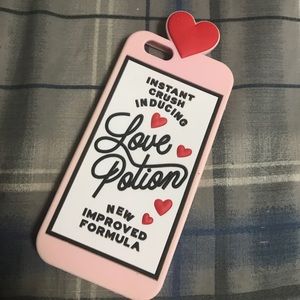 INSTANT
CRUSH
INDUCING
Love
Potion
NEW
IMPROVED
FORMULA